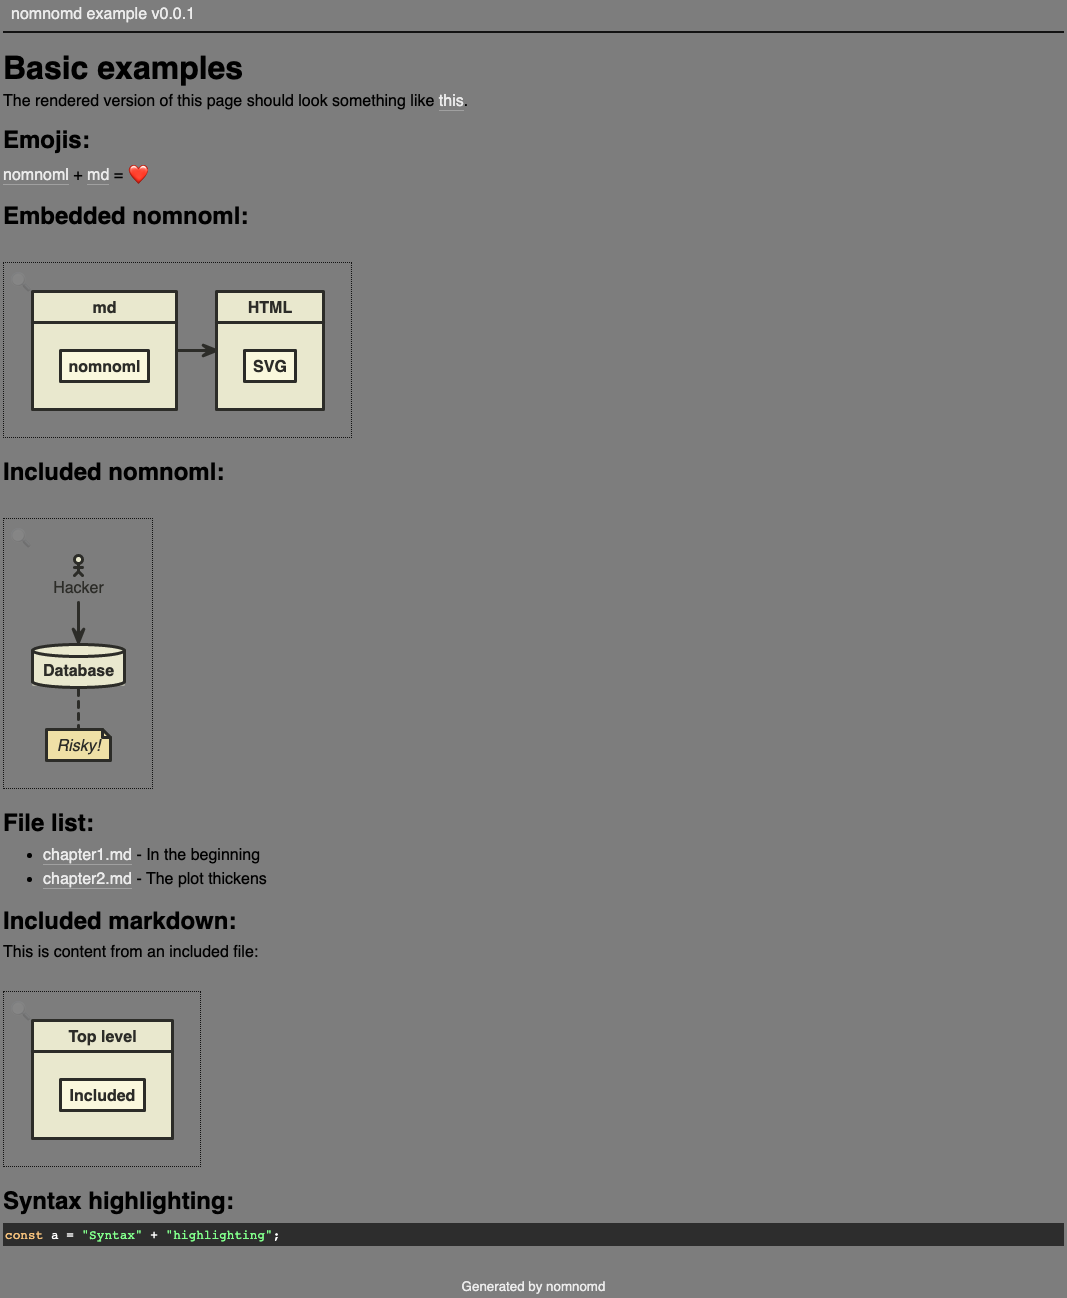 nomnomd example v0.0.1
Basic examples
The rendered version of this page should look something like this.
Emojis:
nomnoml + md = ❤️
Embedded nomnoml:
md
HTML
nomnoml
SVG
Included nomnoml:
Hacker
Database
Risky!
File list:
• chapter1.md - In the beginning
• chapter2.md - The plot thickens
Included markdown:
This is content from an included file:
Top level
Included
Syntax highlighting:
const a = "Syntax" + "highlighting";
Generated by nomnomd